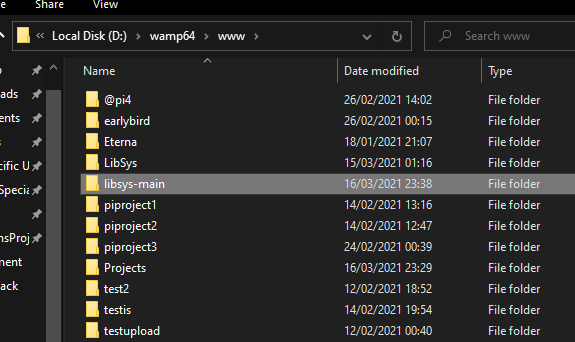 Share View
Local Disk (D:) wamp64 www Search www
Name Date modified Type
@pi4 26/02/2021 14:02 File folder
earlybird 26/02/2021 00:15 File folder
Eterna 18/01/2021 21:07 File folder
LibSys 15/03/2021 01:16 File folder
libsys-main 16/03/2021 23:38 File folder
piproject1 14/02/2021 13:16 File folder
piproject2 14/02/2021 12:47 File folder
piproject3 24/02/2021 00:39 File folder
Projects 16/03/2021 23:29 File folder
test2 12/02/2021 18:52 File folder
testis 14/02/2021 19:54 File folder
testupload 12/02/2021 00:40 File folder
oads
ents
cific U
Specia
nsProj
ment
ack